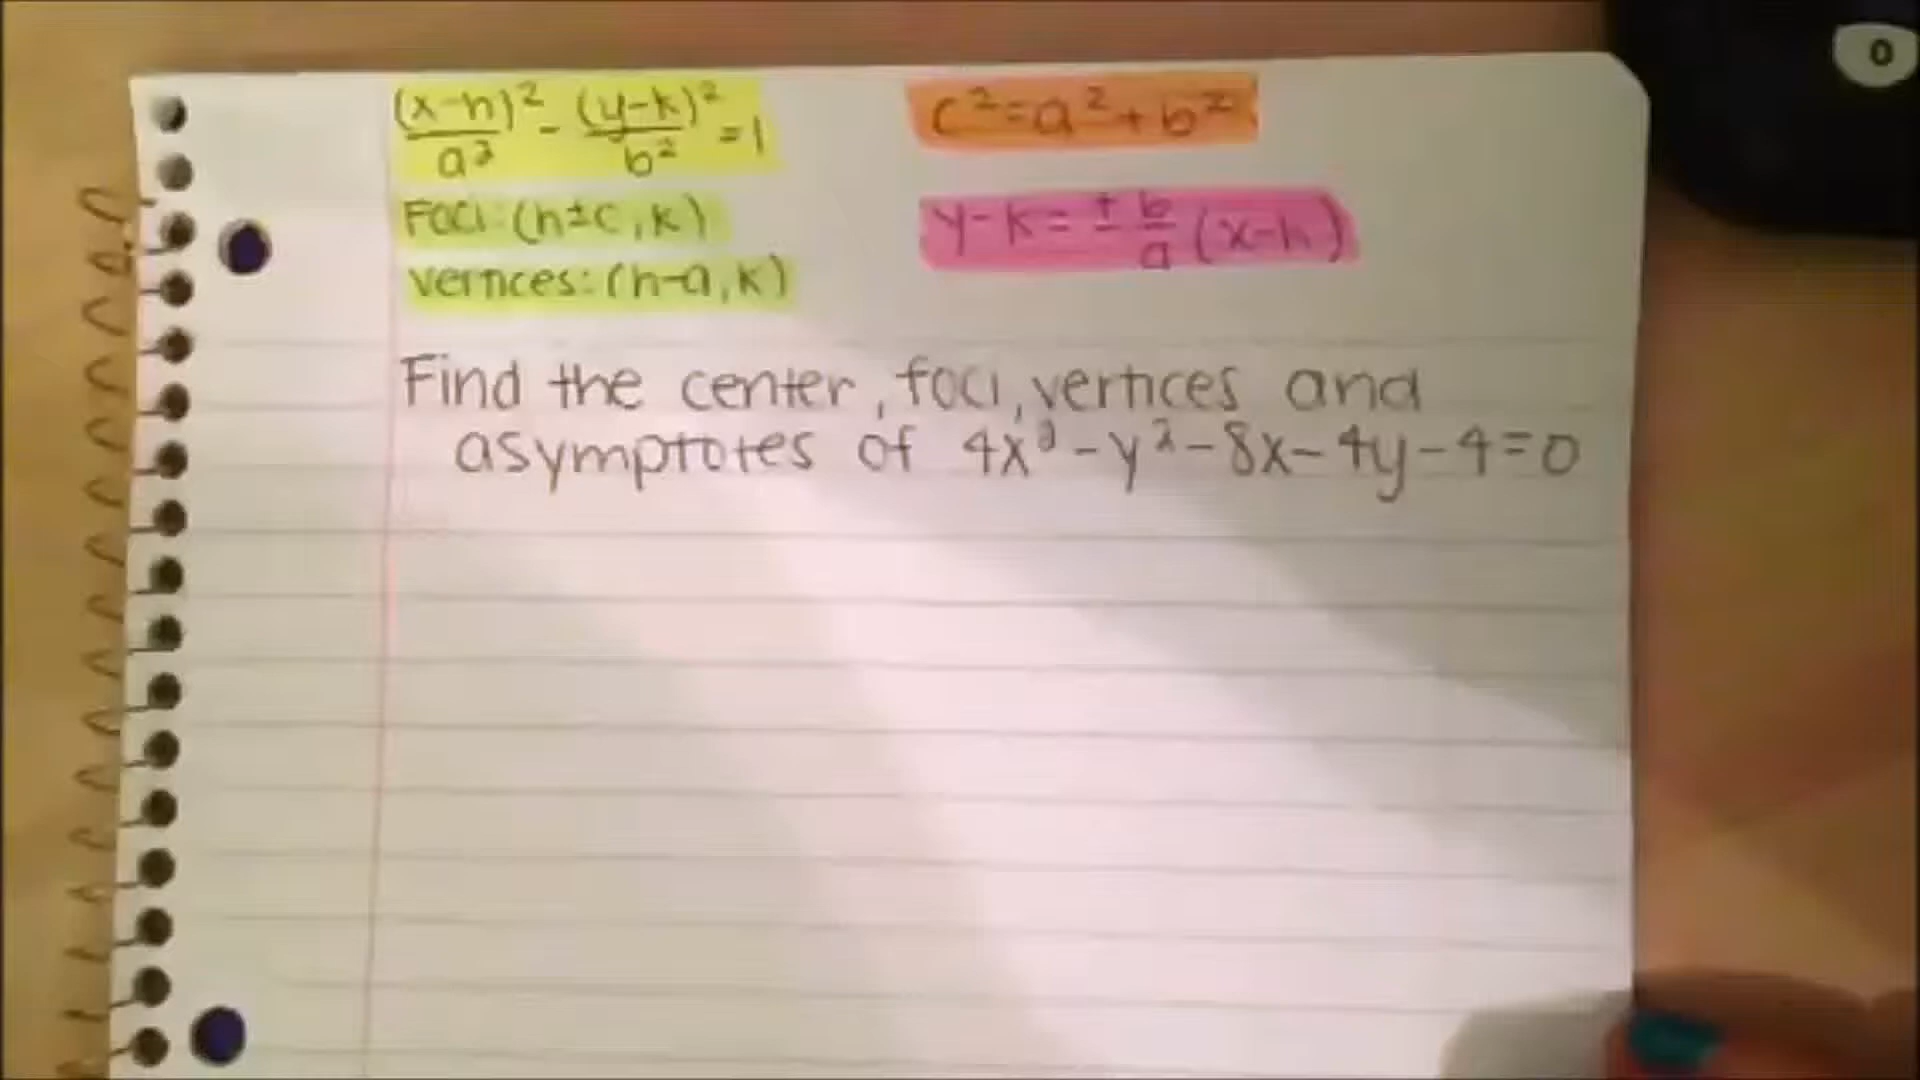 (x-h)²/a² - (y-k)²/b² = 1
c² = a² + b²
Foci: (h±c, k)
y-k = ± b/a (x-h)
vertices: (h-a, k)
Find the center, foci, vertices and
asymptotes of 4x² - y² - 8x - 4y - 4 = 0
0